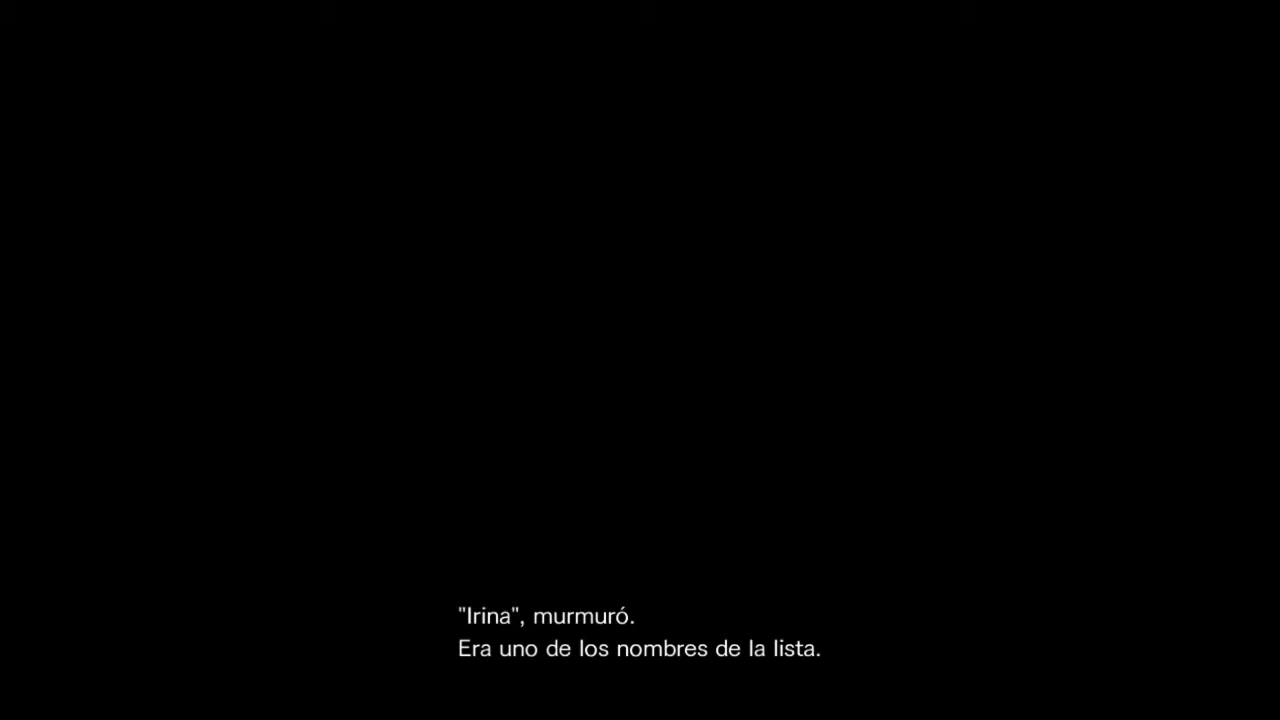 "Irina", murmuró.
Era uno de los nombres de la lista.